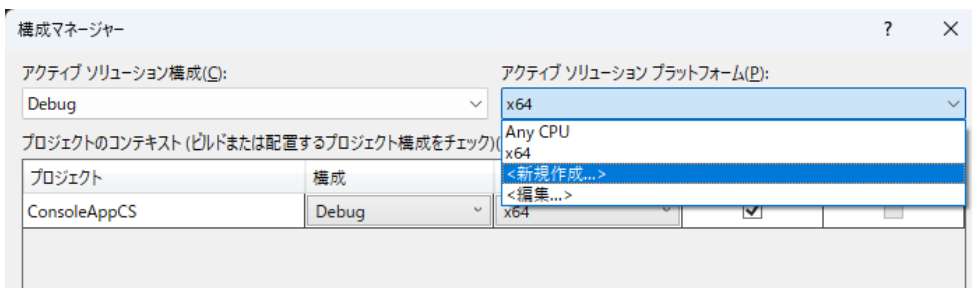 構成マネージャー
? ×
アクティブ ソリューション構成(C):
アクティブ ソリューション プラットフォーム(P):
Debug
x64
Any CPU
x64
<新規作成...>
<編集...>
プロジェクトのコンテキスト (ビルドまたは配置するプロジェクト構成をチェック)(
プロジェクト
構成
ConsoleAppCS
Debug
x64